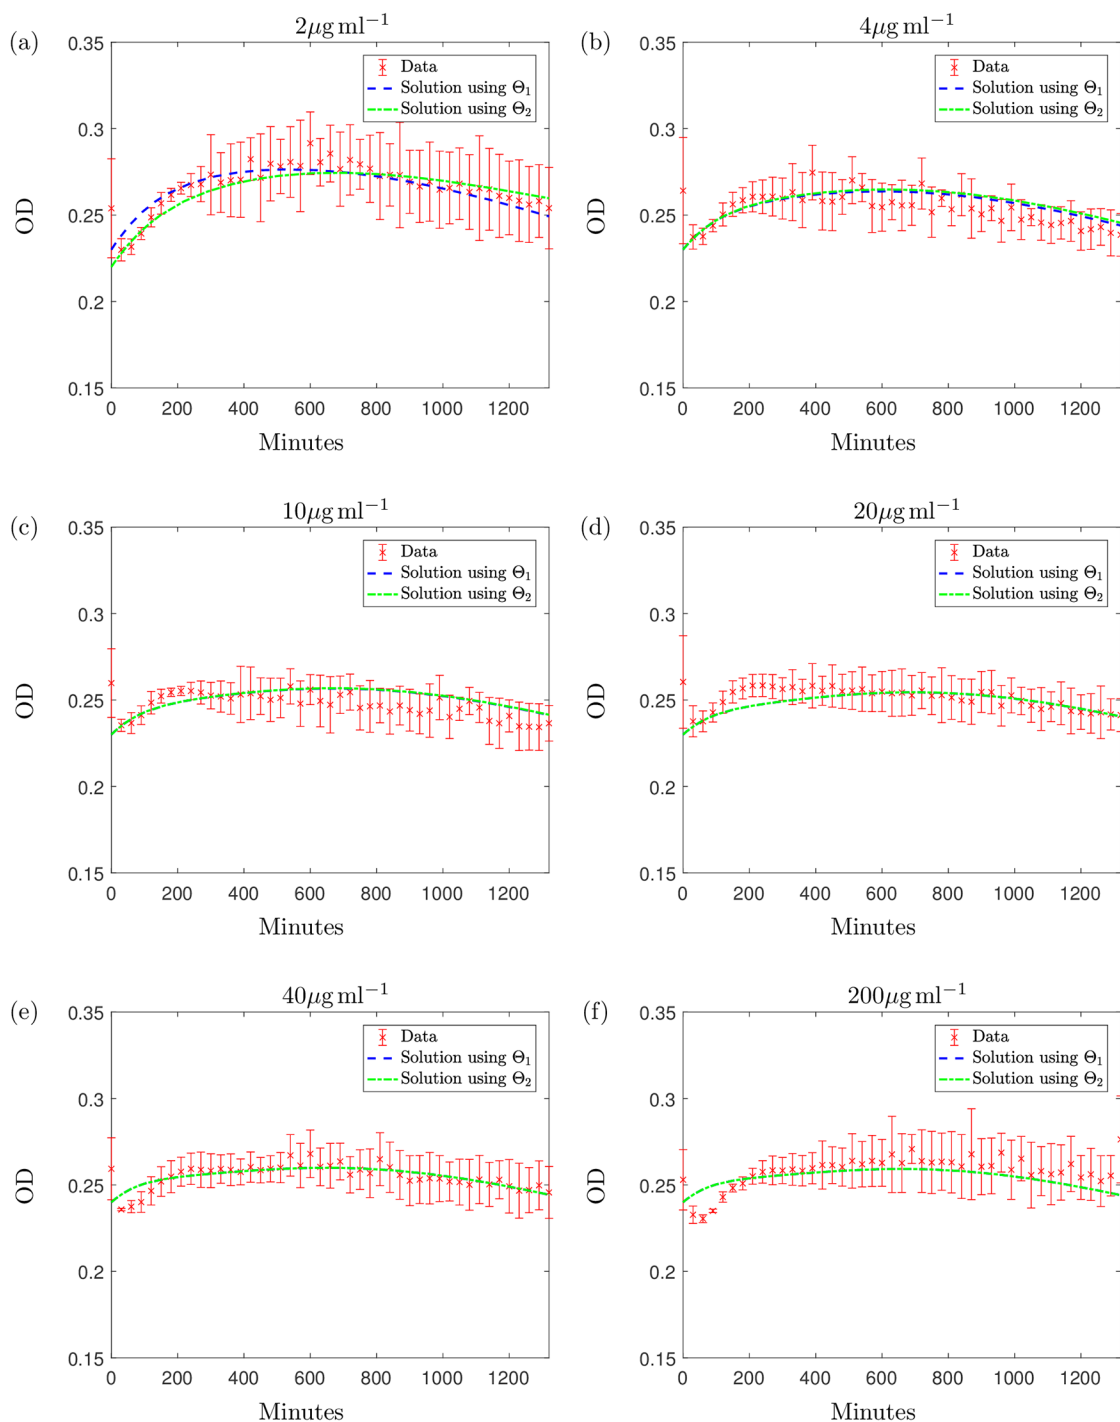 (a)
2μg ml⁻¹
0.35
0.3
0.25
0.2
0.15
OD
Data
Solution using Θ₁
Solution using Θ₂
0 200 400 600 800 1000 1200
Minutes
(b)
4μg ml⁻¹
0.35
0.3
0.25
0.2
0.15
OD
Data
Solution using Θ₁
Solution using Θ₂
0 200 400 600 800 1000 1200
Minutes
(c)
10μg ml⁻¹
0.35
0.3
0.25
0.2
0.15
OD
Data
Solution using Θ₁
Solution using Θ₂
0 200 400 600 800 1000 1200
Minutes
(d)
20μg ml⁻¹
0.35
0.3
0.25
0.2
0.15
OD
Data
Solution using Θ₁
Solution using Θ₂
0 200 400 600 800 1000 1200
Minutes
(e)
40μg ml⁻¹
0.35
0.3
0.25
0.2
0.15
OD
Data
Solution using Θ₁
Solution using Θ₂
0 200 400 600 800 1000 1200
Minutes
(f)
200μg ml⁻¹
0.35
0.3
0.25
0.2
0.15
OD
Data
Solution using Θ₁
Solution using Θ₂
0 200 400 600 800 1000 1200
Minutes